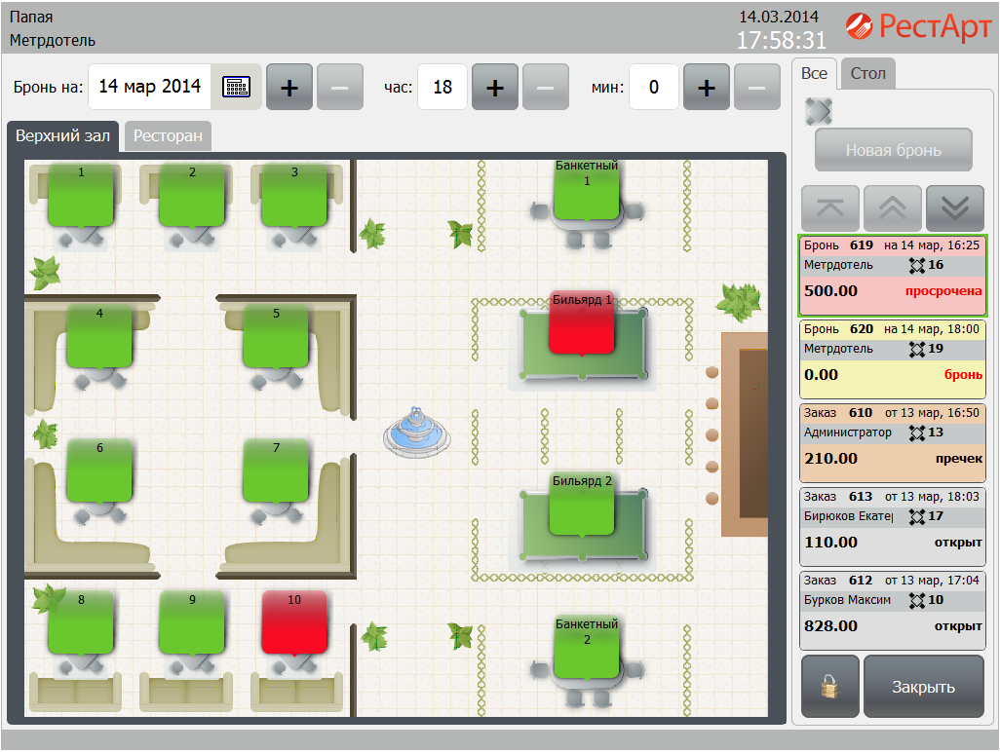 Папая
Метрдотель
14.03.2014
17:58:31
РестАрт
Бронь на: 14 мар 2014 + − час: 18 + − мин: 0 + −
Все Стол
Верхний зал Ресторан
Новая бронь
1 2 3
Банкетный
1
Бильярд 1
4 5
6 7
Бильярд 2
8 9 10
Банкетный
2
Бронь 619 на 14 мар, 16:25
Метрдотель 16
500.00 просрочена
Бронь 620 на 14 мар, 18:00
Метрдотель 19
0.00 бронь
Заказ 610 от 13 мар, 16:50
Администратор 13
210.00 пречек
Заказ 613 от 13 мар, 18:03
Бирюков Екатер 17
110.00 открыт
Заказ 612 от 13 мар, 17:04
Бурков Максим 10
828.00 открыт
Закрыть